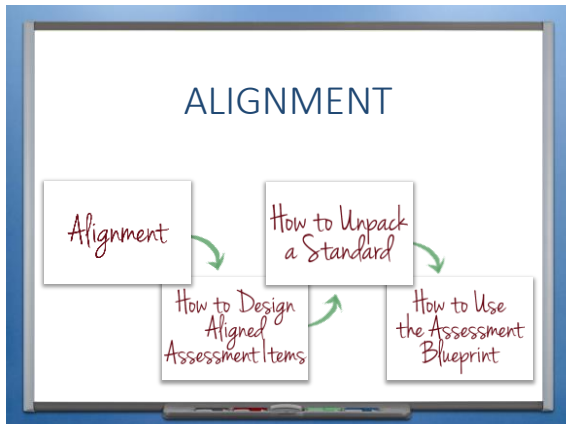 ALIGNMENT
Alignment
How to Design
Aligned
Assessment Items
How to Unpack
a Standard
How to Use
the Assessment
Blueprint